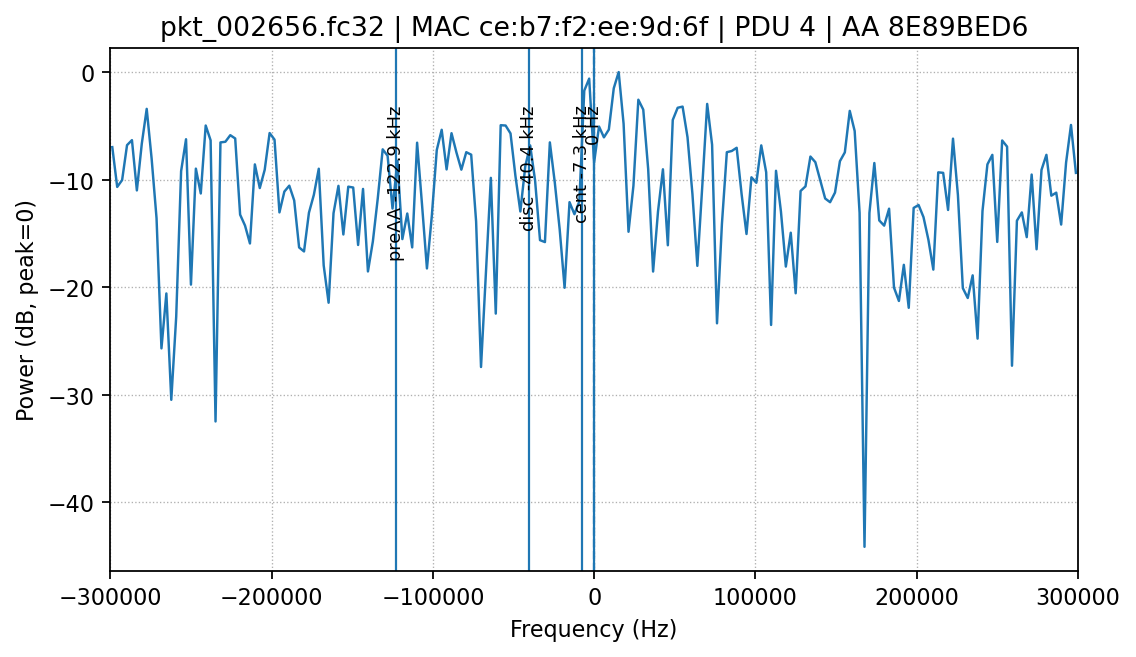 pkt_002656.fc32 | MAC ce:b7:f2:ee:9d:6f | PDU 4 | AA 8E89BED6
Power (dB, peak=0)
0
−10
−20
−30
−40
preAA -122.9 kHz
disc -40.4 kHz
cent -7.3 kHz
0 Hz
−300000
−200000
−100000
0
100000
200000
300000
Frequency (Hz)